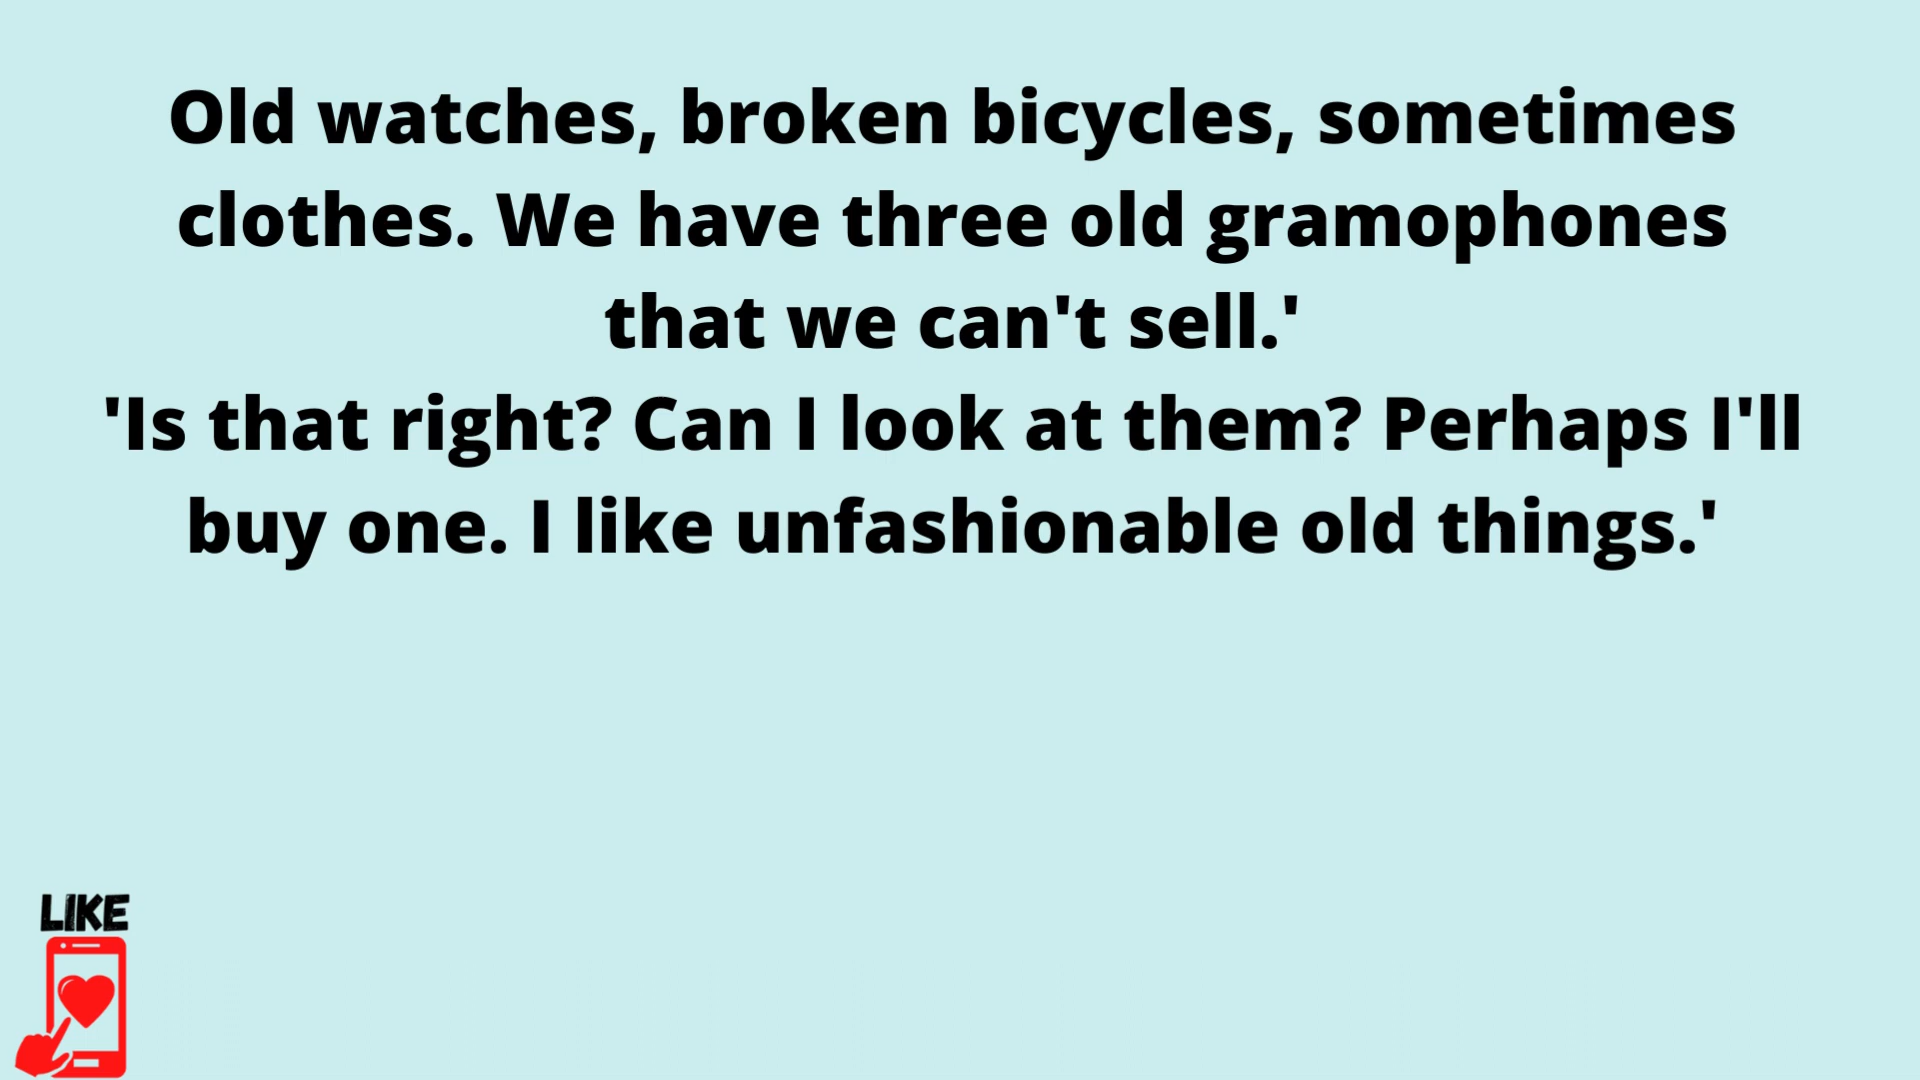 Old watches, broken bicycles, sometimes
clothes. We have three old gramophones
that we can't sell.'
'Is that right? Can I look at them? Perhaps I'll
buy one. I like unfashionable old things.'
LIKE